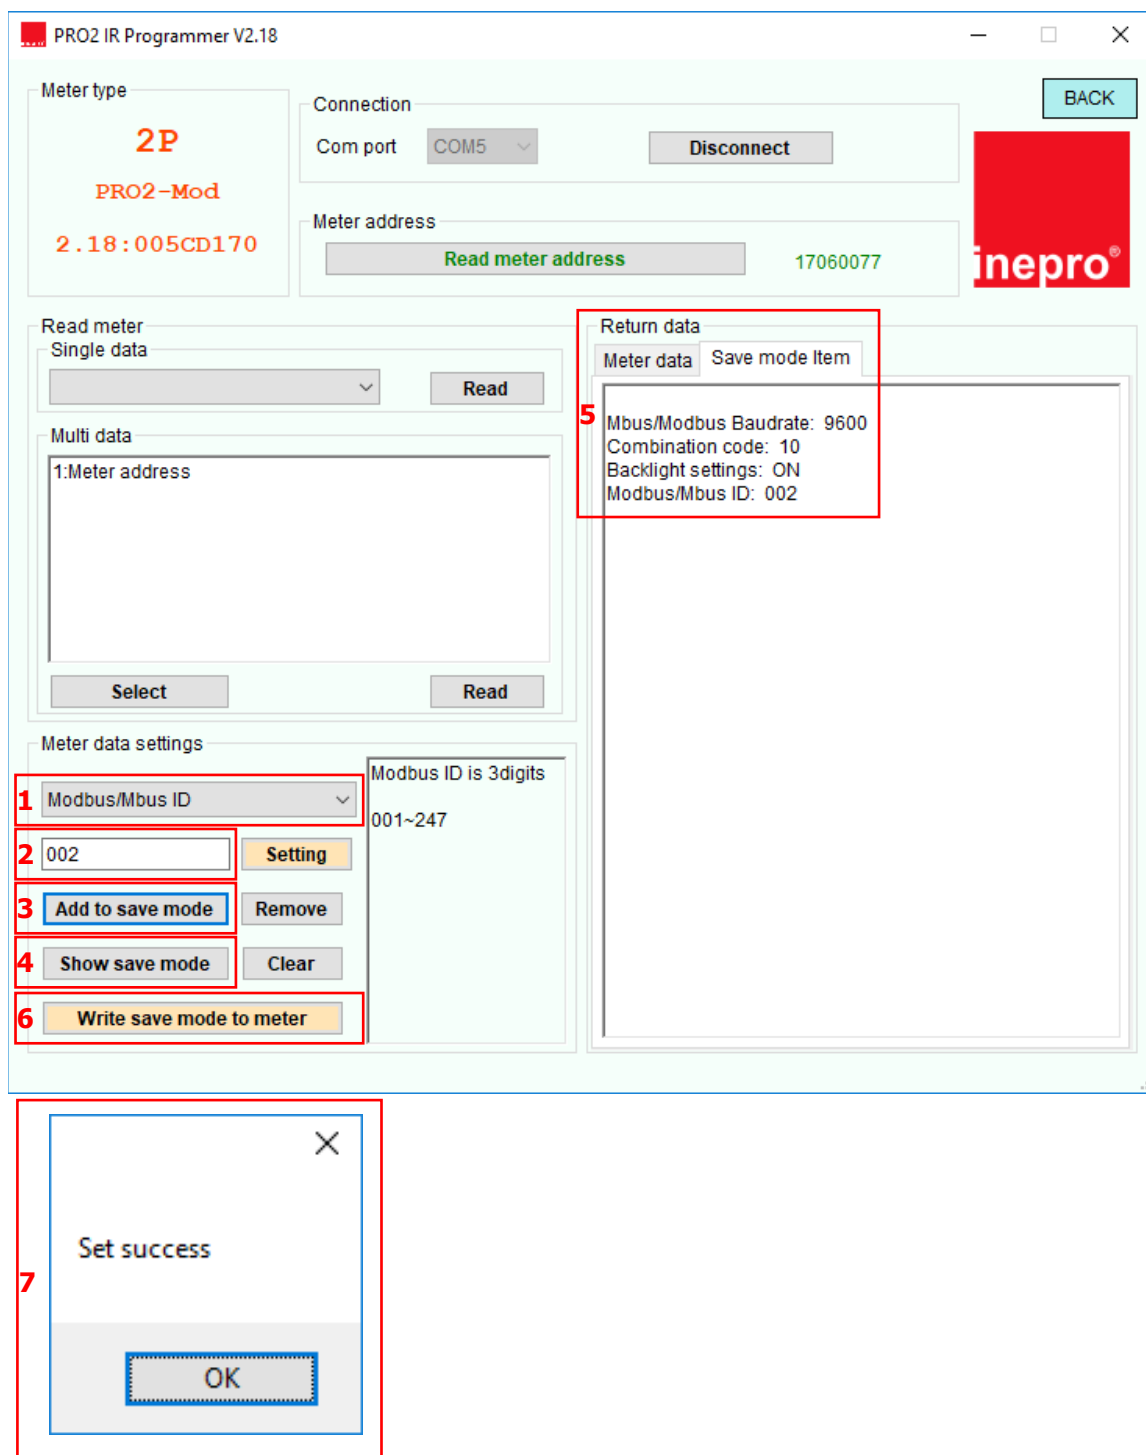 PRO2 IR Programmer V2.18
Meter type
2P
PRO2-Mod
2.18:005CD170
Connection
Com port COM5 Disconnect
BACK
Meter address
Read meter address 17060077
inepro®
Read meter
Single data
Read
Multi data
1:Meter address
Select Read
Return data
Meter data Save mode Item
5
Mbus/Modbus Baudrate: 9600
Combination code: 10
Backlight settings: ON
Modbus/Mbus ID: 002
Meter data settings
1 Modbus/Mbus ID
2 002 Setting
3 Add to save mode Remove
4 Show save mode Clear
6 Write save mode to meter
Modbus ID is 3digits
001~247
7
Set success
OK